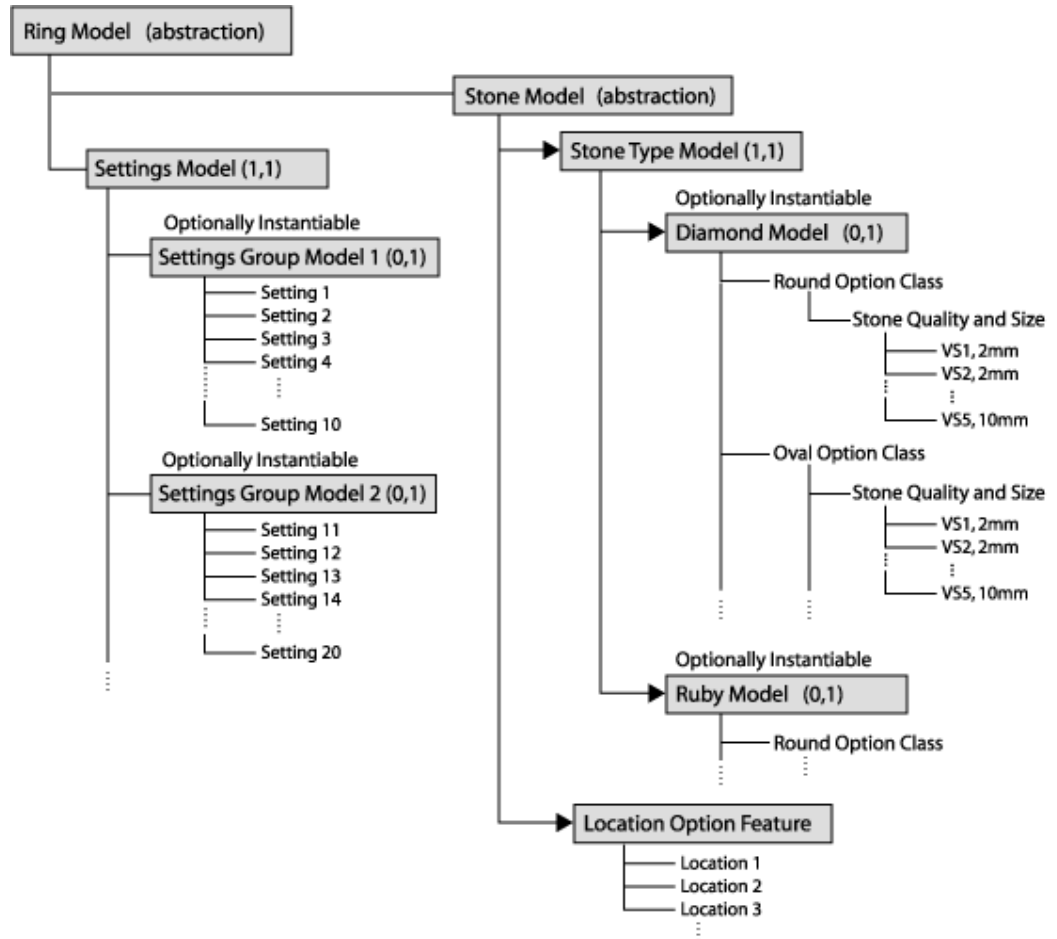 Ring Model (abstraction)
Stone Model (abstraction)
Settings Model (1,1)
Optionally Instantiable
Settings Group Model 1 (0,1)
Setting 1
Setting 2
Setting 3
Setting 4
Setting 10
Optionally Instantiable
Settings Group Model 2 (0,1)
Setting 11
Setting 12
Setting 13
Setting 14
Setting 20
Stone Type Model (1,1)
Optionally Instantiable
Diamond Model (0,1)
Round Option Class
Stone Quality and Size
VS1, 2mm
VS2, 2mm
VS5, 10mm
Oval Option Class
Stone Quality and Size
VS1, 2mm
VS2, 2mm
VS5, 10mm
Optionally Instantiable
Ruby Model (0,1)
Round Option Class
Location Option Feature
Location 1
Location 2
Location 3